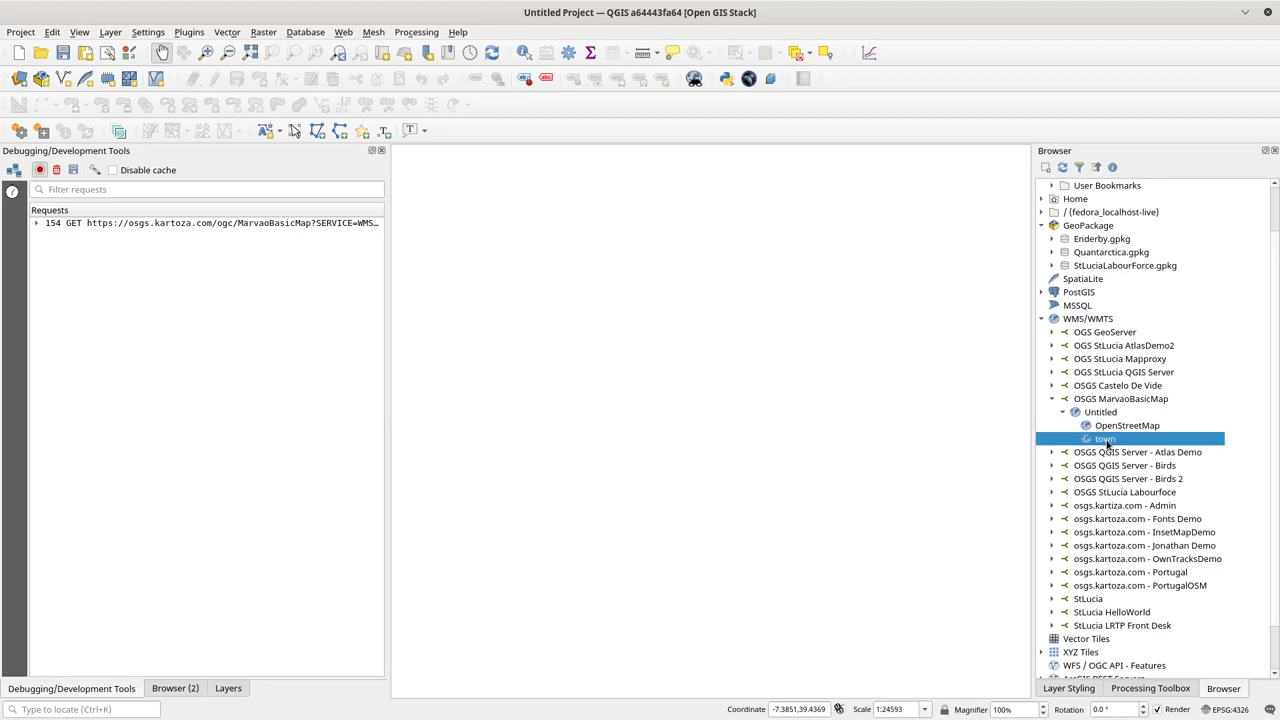 Untitled Project — QGIS a64443fa64 [Open GIS Stack]
Project Edit View Layer Settings Plugins Vector Raster Database Web Mesh Processing Help
Debugging/Development Tools
Disable cache
Filter requests
Requests
154 GET https://osgs.kartoza.com/ogc/MarvaoBasicMap?SERVICE=WMS...
Browser
User Bookmarks
Home
/ (fedora_localhost-live)
GeoPackage
Enderby.gpkg
Quantarctica.gpkg
StLuciaLabourForce.gpkg
SpatiaLite
PostGIS
MSSQL
WMS/WMTS
OGS GeoServer
OGS StLucia AtlasDemo2
OGS StLucia Mapproxy
OGS StLucia QGIS Server
OSGS Castelo De Vide
OSGS MarvaoBasicMap
Untitled
OpenStreetMap
town
OSGS QGIS Server - Atlas Demo
OSGS QGIS Server - Birds
OSGS QGIS Server - Birds 2
OSGS StLucia Labourfoce
osgs.kartiza.com - Admin
osgs.kartoza.com - Fonts Demo
osgs.kartoza.com - InsetMapDemo
osgs.kartoza.com - Jonathan Demo
osgs.kartoza.com - OwnTracksDemo
osgs.kartoza.com - Portugal
osgs.kartoza.com - PortugalOSM
StLucia
StLucia HelloWorld
StLucia LRTP Front Desk
Vector Tiles
XYZ Tiles
WFS / OGC API - Features
Debugging/Development Tools Browser (2) Layers
Layer Styling Processing Toolbox Browser
Type to locate (Ctrl+K) Coordinate -7.3851,39.4369 Scale 1:24593 Magnifier 100% Rotation 0.0 ° Render EPSG:4326